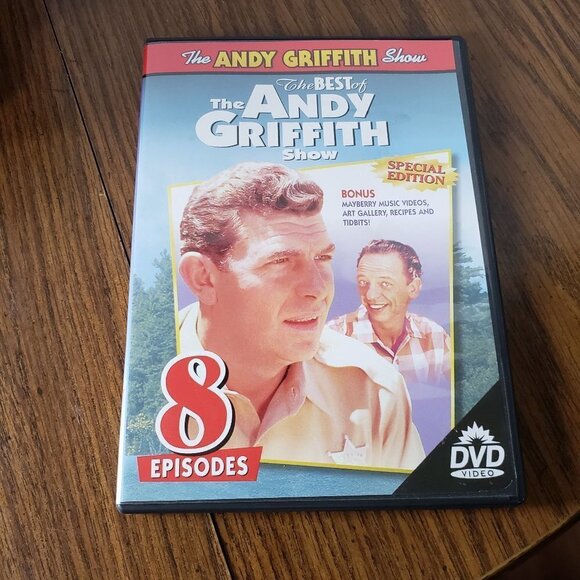 The ANDY GRIFFITH Show
The BEST of
The ANDY
GRIFFITH
Show
SPECIAL
EDITION
BONUS
MAYBERRY MUSIC VIDEOS,
ART GALLERY, RECIPES AND
TIDBITS!
8
EPISODES
DVD
VIDEO